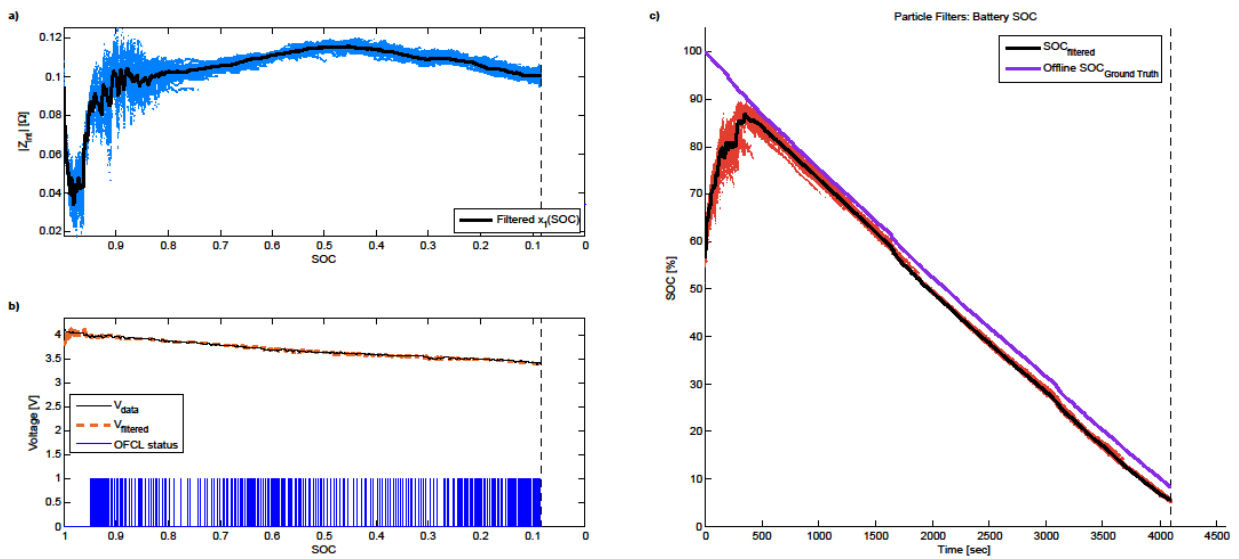 a)
0.12
0.1
0.08
0.06
0.04
0.02
|Z_int| [Ω]
Filtered x_1(SOC)
0.9 0.8 0.7 0.6 0.5 0.4 0.3 0.2 0.1 0
SOC
b)
4
3.5
3
2.5
2
1.5
1
0.5
0
Voltage [V]
V_data
V_filtered
OFCL status
1 0.9 0.8 0.7 0.6 0.5 0.4 0.3 0.2 0.1 0
SOC
c)
Particle Filters: Battery SOC
SOC_filtered
Offline SOC_Ground Truth
100
90
80
70
60
50
40
30
20
10
0
SOC [%]
0 500 1000 1500 2000 2500 3000 3500 4000 4500
Time [sec]